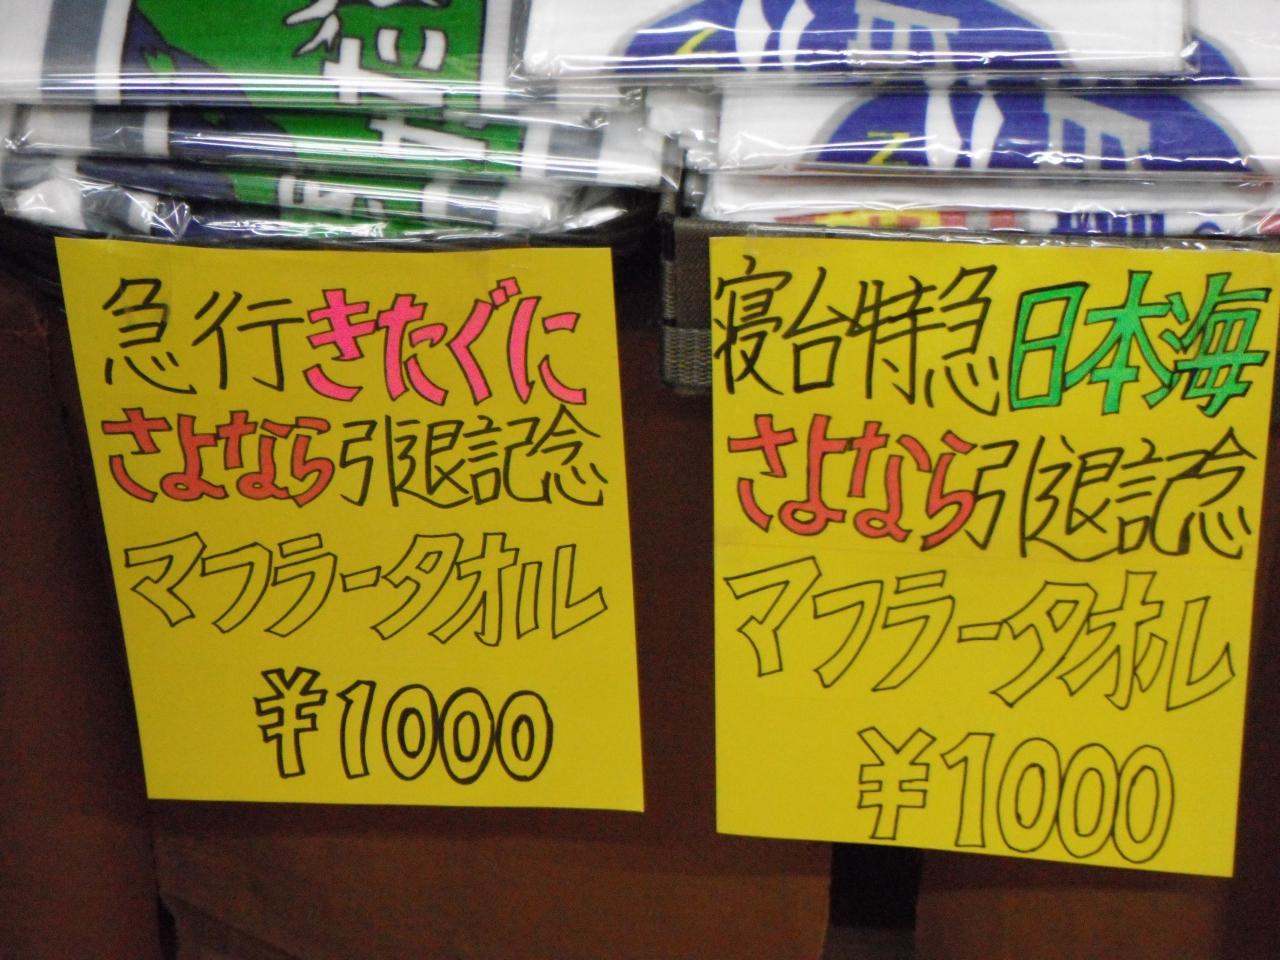 急行きたぐに
さよなら引退記念
マフラータオル
¥1000
寝台特急日本海
さよなら引退記念
マフラータオル
¥1000